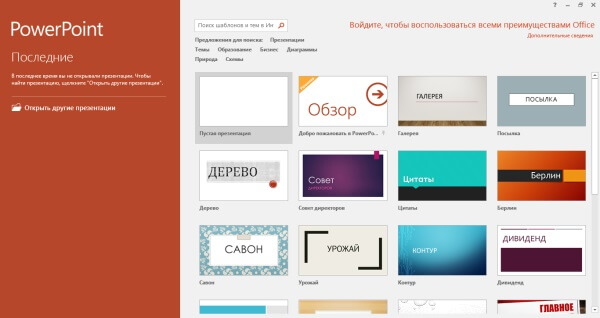 PowerPoint
Последние
В последнее время вы не открывали презентации. Чтобы
найти презентацию, щелкните "Открыть другие презентации".
Открыть другие презентации
Поиск шаблонов и тем в Ин
Войдите, чтобы воспользоваться всеми преимуществами Office
Дополнительные сведения
Предложения для поиска: Презентации
Темы Образование Бизнес Диаграммы
Природа Схемы
Обзор
ГАЛЕРЕЯ
ПОСЫЛКА
Пустая презентация
Добро пожаловать в PowerPo...
Галерея
Посылка
ДЕРЕВО
Совет
ДИРЕКТОРОВ
Цитаты
Берлин
Дерево
Совет директоров
Цитаты
Берлин
САВОН
УРОЖАЙ
КОНТУР
ДИВИДЕНД
Савон
Урожай
Контур
Дивиденд
ГЛАВНОЕ